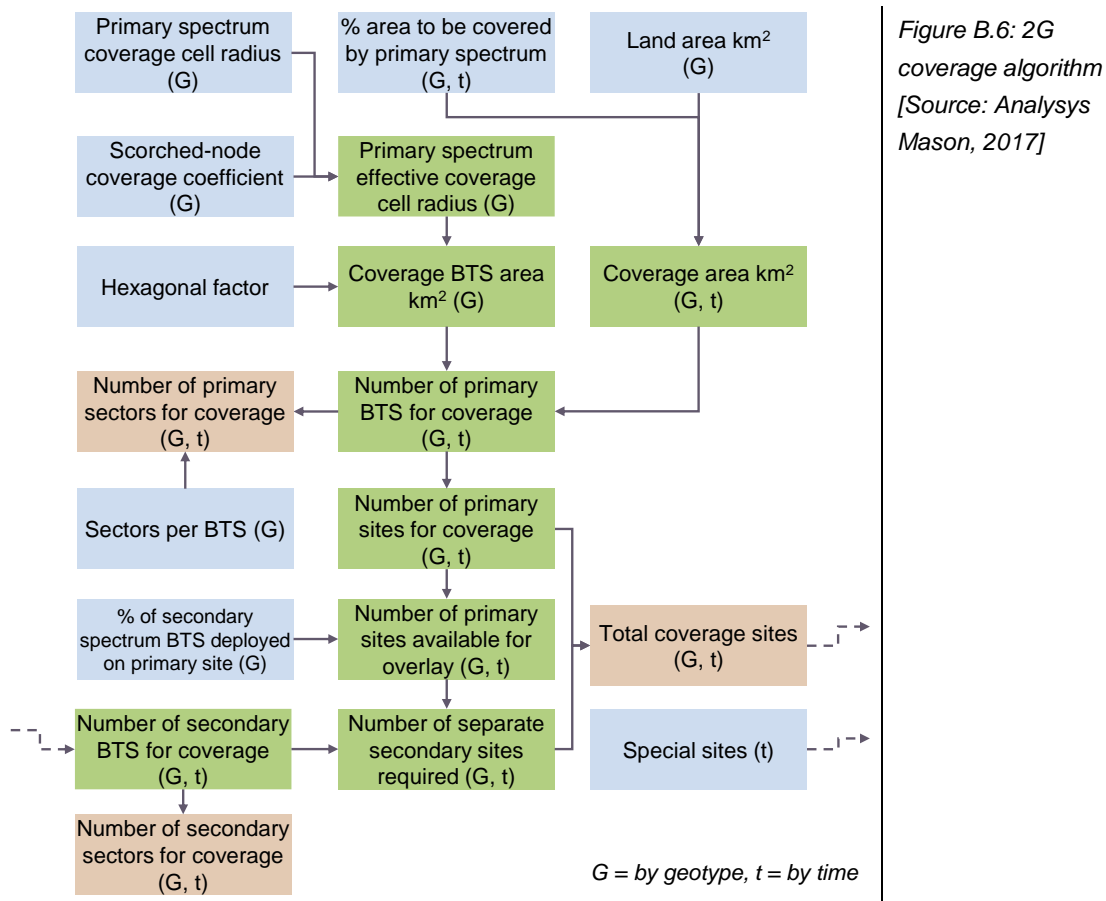 Primary spectrum
coverage cell radius
(G)
% area to be covered
by primary spectrum
(G, t)
Land area km²
(G)
Figure B.6: 2G
coverage algorithm
[Source: Analysys
Mason, 2017]
Scorched-node
coverage coefficient
(G)
Primary spectrum
effective coverage
cell radius (G)
Hexagonal factor
Coverage BTS area
km² (G)
Coverage area km²
(G, t)
Number of primary
sectors for coverage
(G, t)
Number of primary
BTS for coverage
(G, t)
Sectors per BTS (G)
Number of primary
sites for coverage
(G, t)
% of secondary
spectrum BTS deployed
on primary site (G)
Number of primary
sites available for
overlay (G, t)
Total coverage sites
(G, t)
Number of secondary
BTS for coverage
(G, t)
Number of separate
secondary sites
required (G, t)
Special sites (t)
Number of secondary
sectors for coverage
(G, t)
G = by geotype, t = by time